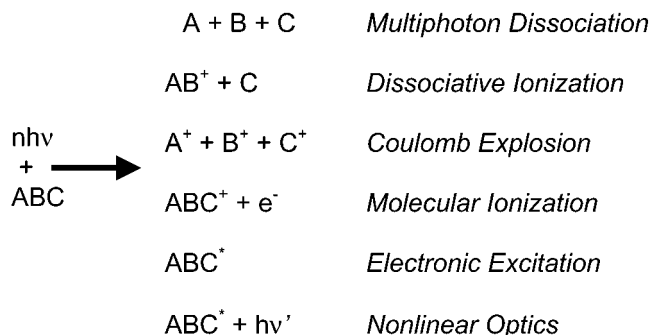 A + B + C Multiphoton Dissociation
AB⁺ + C Dissociative Ionization
nhν
+
ABC
A⁺ + B⁺ + C⁺ Coulomb Explosion
ABC⁺ + e⁻ Molecular Ionization
ABC* Electronic Excitation
ABC* + hν’ Nonlinear Optics